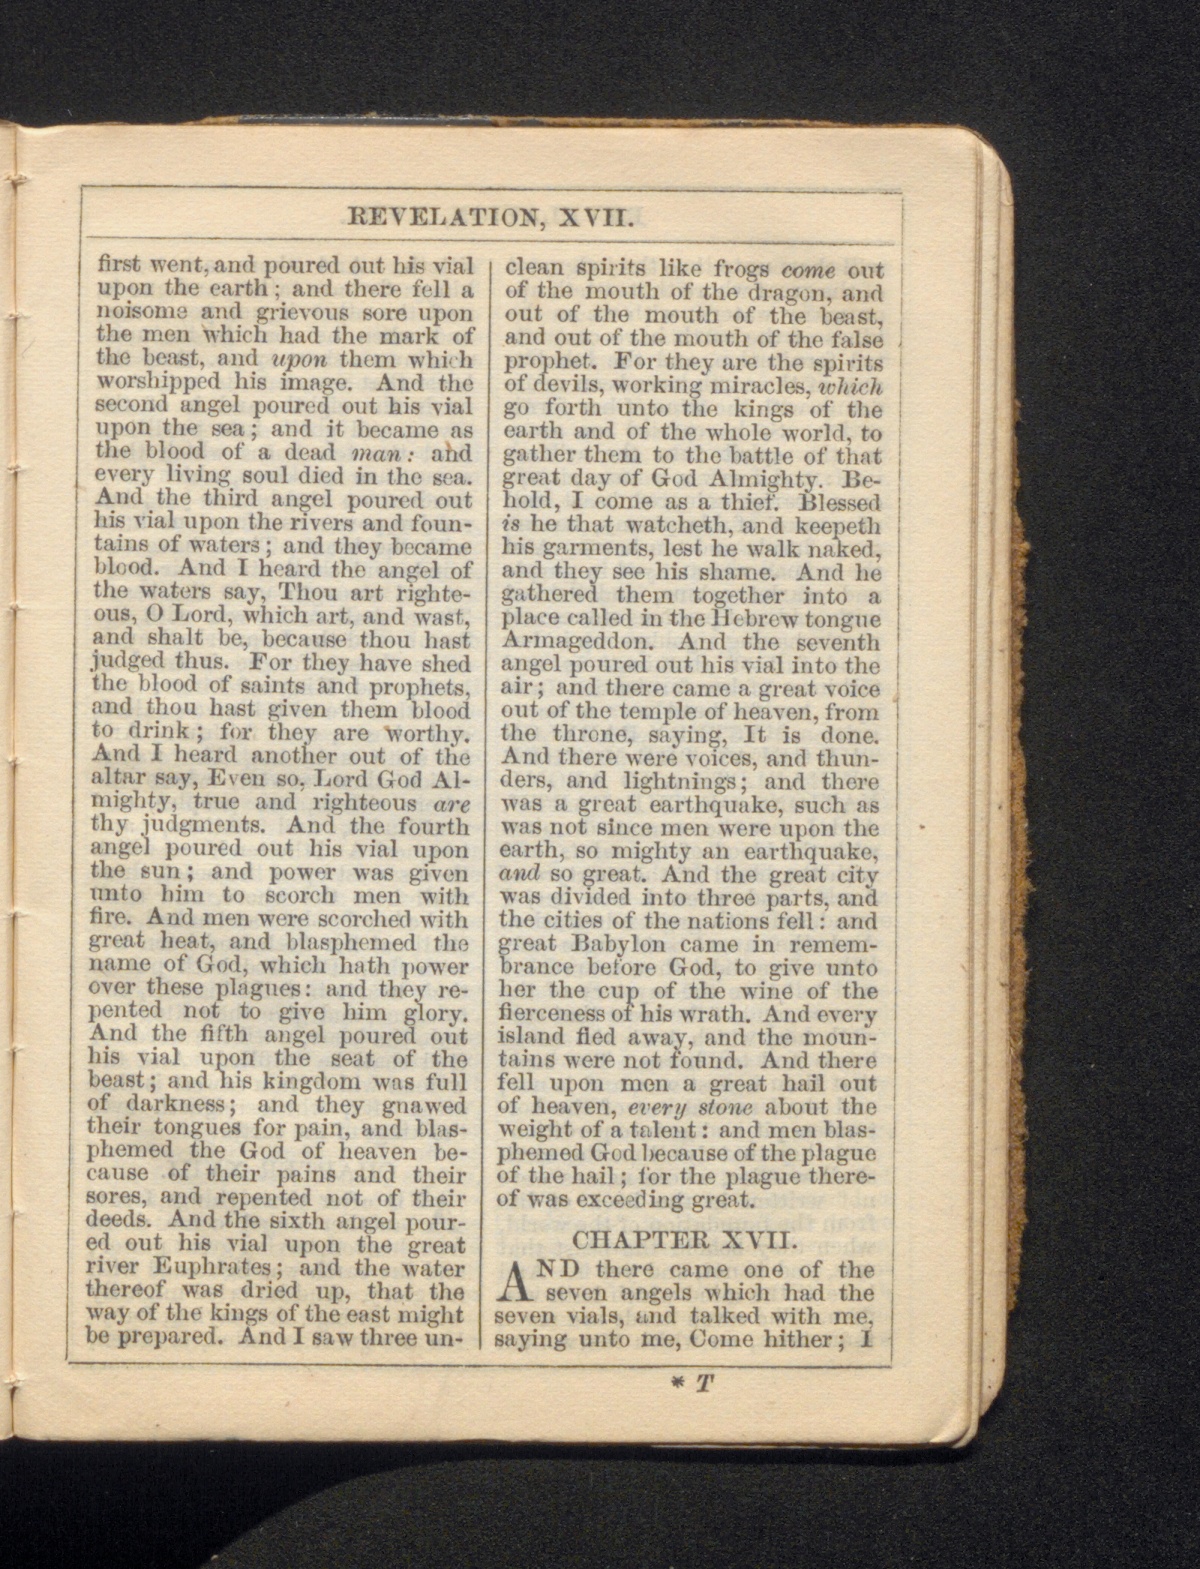 REVELATION, XVII.
first went, and poured out his vial
upon the earth; and there fell a
noisome and grievous sore upon
the men which had the mark of
the beast, and upon them which
worshipped his image. And the
second angel poured out his vial
upon the sea; and it became as
the blood of a dead man: and
every living soul died in the sea.
And the third angel poured out
his vial upon the rivers and foun-
tains of waters; and they became
blood. And I heard the angel of
the waters say, Thou art righte-
ous, O Lord, which art, and wast,
and shalt be, because thou hast
judged thus. For they have shed
the blood of saints and prophets,
and thou hast given them blood
to drink; for they are worthy.
And I heard another out of the
altar say, Even so, Lord God Al-
mighty, true and righteous are
thy judgments. And the fourth
angel poured out his vial upon
the sun; and power was given
unto him to scorch men with
fire. And men were scorched with
great heat, and blasphemed the
name of God, which hath power
over these plagues: and they re-
pented not to give him glory.
And the fifth angel poured out
his vial upon the seat of the
beast; and his kingdom was full
of darkness; and they gnawed
their tongues for pain, and blas-
phemed the God of heaven be-
cause of their pains and their
sores, and repented not of their
deeds. And the sixth angel pour-
ed out his vial upon the great
river Euphrates; and the water
thereof was dried up, that the
way of the kings of the east might
be prepared. And I saw three un-
clean spirits like frogs come out
of the mouth of the dragon, and
out of the mouth of the beast,
and out of the mouth of the false
prophet. For they are the spirits
of devils, working miracles, which
go forth unto the kings of the
earth and of the whole world, to
gather them to the battle of that
great day of God Almighty. Be-
hold, I come as a thief. Blessed
is he that watcheth, and keepeth
his garments, lest he walk naked,
and they see his shame. And he
gathered them together into a
place called in the Hebrew tongue
Armageddon. And the seventh
angel poured out his vial into the
air; and there came a great voice
out of the temple of heaven, from
the throne, saying, It is done.
And there were voices, and thun-
ders, and lightnings; and there
was a great earthquake, such as
was not since men were upon the
earth, so mighty an earthquake,
and so great. And the great city
was divided into three parts, and
the cities of the nations fell: and
great Babylon came in remem-
brance before God, to give unto
her the cup of the wine of the
fierceness of his wrath. And every
island fled away, and the moun-
tains were not found. And there
fell upon men a great hail out
of heaven, every stone about the
weight of a talent: and men blas-
phemed God because of the plague
of the hail; for the plague there-
of was exceeding great.
CHAPTER XVII.
AND there came one of the
seven angels which had the
seven vials, and talked with me,
saying unto me, Come hither; I
* T